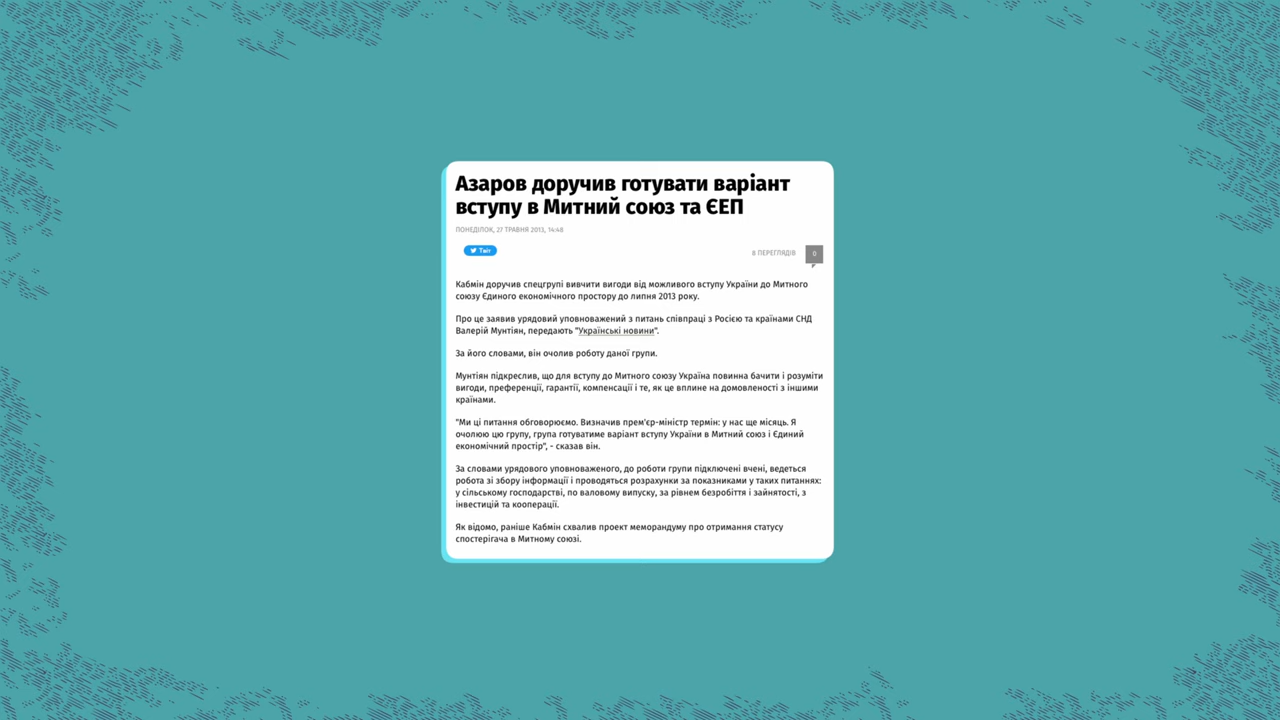 Азаров доручив готувати варіант
вступу в Митний союз та ЄЕП
ПОНЕДІЛОК, 27 ТРАВНЯ 2013, 14:48
Твіт
8 ПЕРЕГЛЯДІВ
0
Кабмін доручив спецгрупі вивчити вигоди від можливого вступу України до Митного
союзу Єдиного економічного простору до липня 2013 року.
Про це заявив урядовий уповноважений з питань співпраці з Росією та країнами СНД
Валерій Мунтіян, передають "Українські новини".
За його словами, він очолив роботу даної групи.
Мунтіян підкреслив, що для вступу до Митного союзу Україна повинна бачити і розуміти
вигоди, преференції, гарантії, компенсації і те, як це вплине на домовленості з іншими
країнами.
"Ми ці питання обговорюємо. Визначив прем'єр-міністр термін: у нас ще місяць. Я
очолюю цю групу, група готуватиме варіант вступу України в Митний союз і Єдиний
економічний простір", - сказав він.
За словами урядового уповноваженого, до роботи групи підключені вчені, ведеться
робота зі збору інформації і проводяться розрахунки за показниками у таких питаннях:
у сільському господарстві, по валовому випуску, за рівнем безробіття і зайнятості, з
інвестицій та кооперації.
Як відомо, раніше Кабмін схвалив проект меморандуму про отримання статусу
спостерігача в Митному союзі.